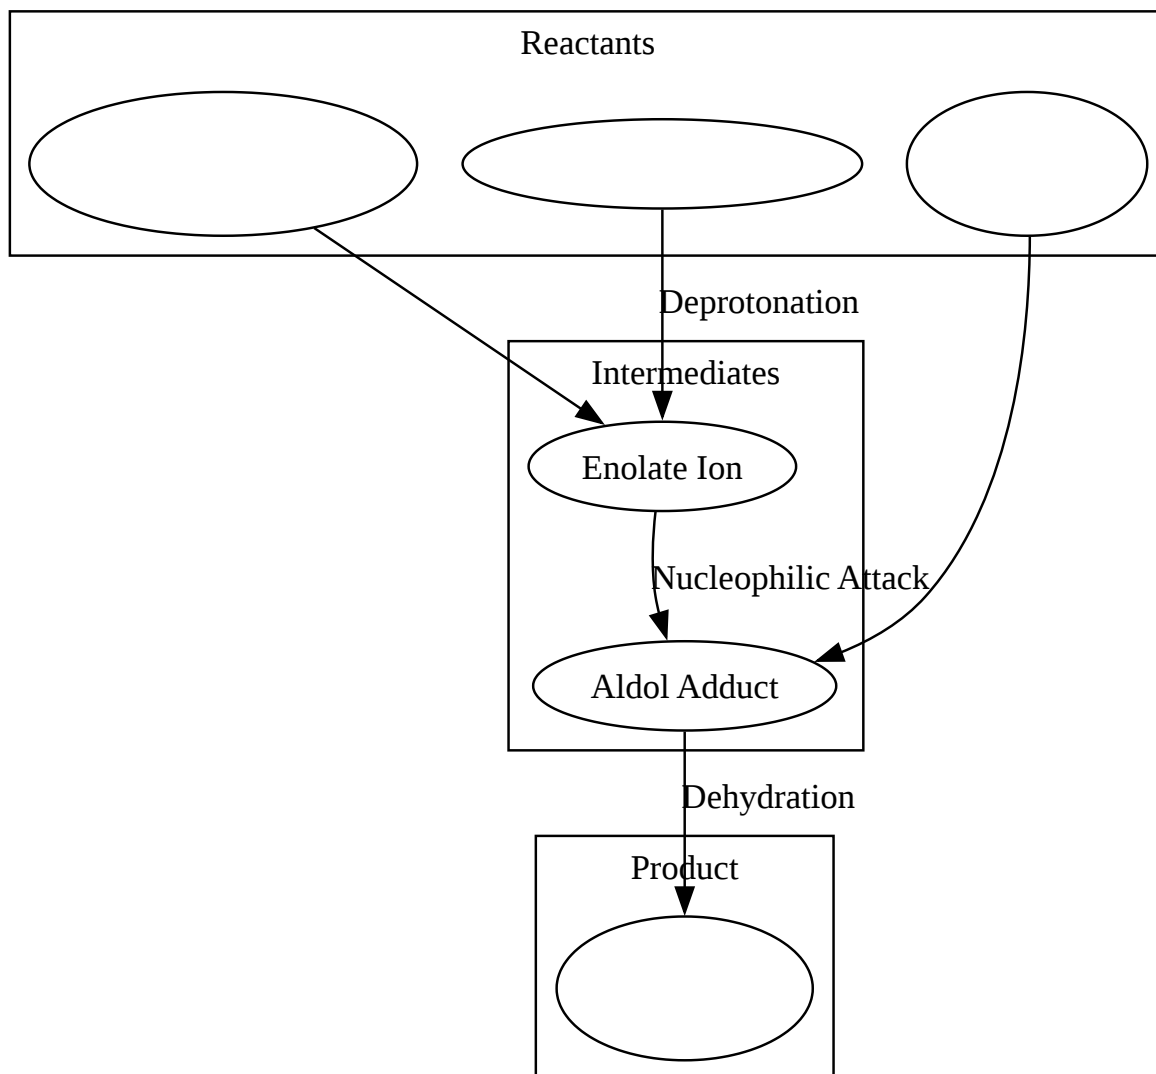 Reactants
Deprotonation
Intermediates
Enolate Ion
Nucleophilic Attack
Aldol Adduct
Dehydration
Product